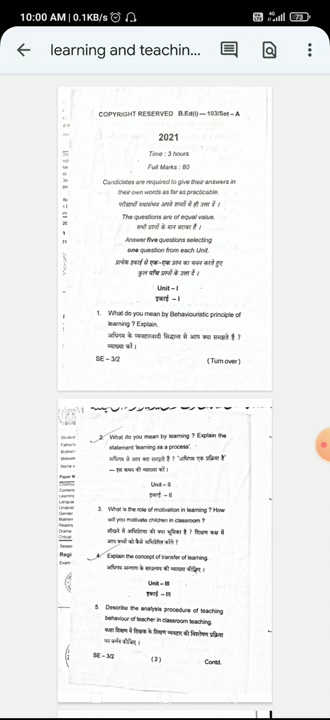 10:00 AM | 0.1KB/s
4G
73
learning and teachin...
COPYRIGHT RESERVED B.Ed(i)—103/Set–A
2021
Time : 3 hours
Full Marks : 80
Candidates are required to give their answers in
their own words as far as practicable.
परीक्षार्थी यथासंभव अपने शब्दों में ही उत्तर दें ।
The questions are of equal value.
सभी प्रश्नों के मान बराबर हैं ।
Answer five questions selecting
one question from each Unit.
प्रत्येक इकाई से एक-एक प्रश्न का चयन करते हुए
कुल पाँच प्रश्नों के उत्तर दें ।
Unit–I
इकाई–I
1. What do you mean by Behaviouristic principle of
learning ? Explain.
अधिगम के व्यवहारवादी सिद्धान्त से आप क्या समझते हैं ?
व्याख्या करें ।
SE – 3/2 (Turn over)
2. What do you mean by learning ? Explain the
statement 'learning as a process'.
अधिगम से आप क्या समझते हैं ? 'अधिगम एक प्रक्रिया है'
– इस कथन की व्याख्या करें ।
Unit–II
इकाई–II
3. What is the role of motivation in learning ? How
will you motivate children in classroom ?
सीखने में अभिप्रेरणा की क्या भूमिका है ? शिक्षण कक्ष में
आप बच्चों को कैसे अभिप्रेरित करेंगे ?
4. Explain the concept of transfer of learning.
अधिगम अन्तरण के सम्प्रत्यय की व्याख्या कीजिए ।
Unit–III
इकाई–III
5. Describe the analysis procedure of teaching
behaviour of teacher in classroom teaching.
कक्षा शिक्षण में शिक्षक के शिक्षण व्यवहार की विश्लेषण प्रक्रिया
का वर्णन कीजिए ।
SE – 3/2 (2) Contd.